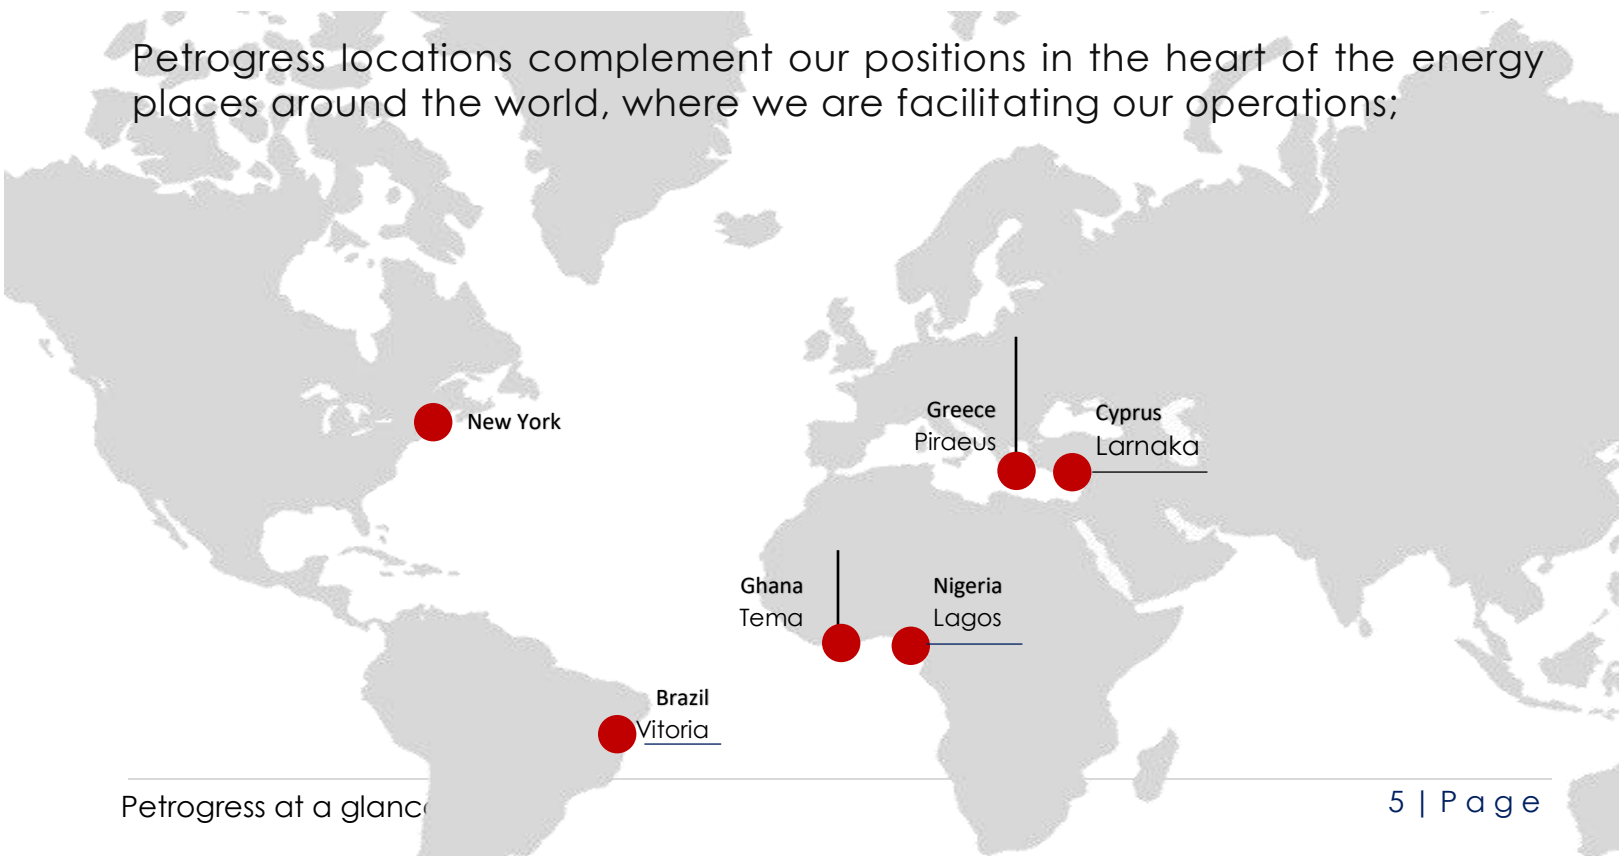 Petrogress locations complement our positions in the heart of the energy
places around the world, where we are facilitating our operations;
New York
Greece
Piraeus
Cyprus
Larnaka
Ghana
Tema
Nigeria
Lagos
Brazil
Vitoria
Petrogress at a glanc
5 | P a g e